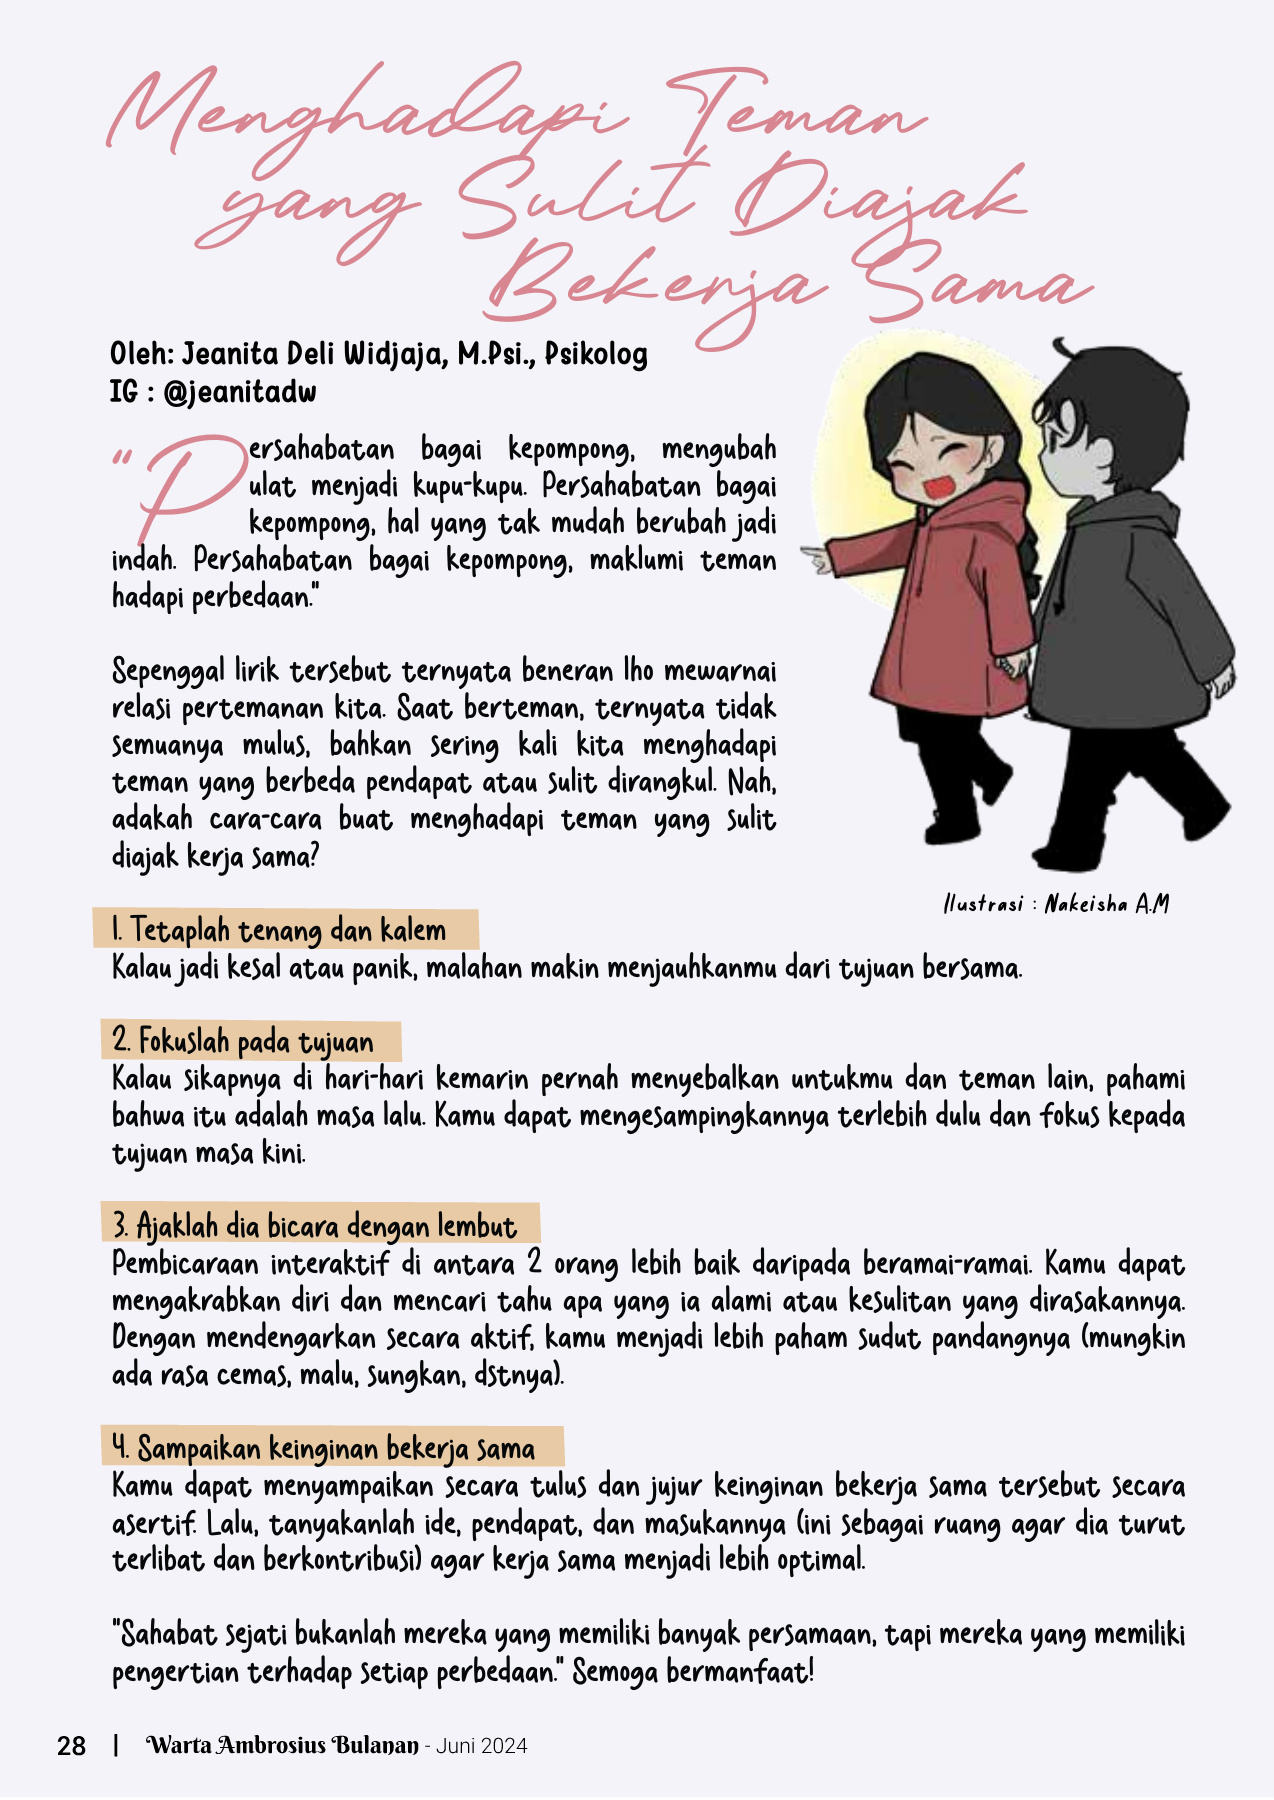 Menghadapi Teman
yang Sulit Diajak
Bekerja Sama
Oleh: Jeanita Deli Widjaja, M.Psi., Psikolog
IG : @jeanitadw
"Persahabatan bagai kepompong, mengubah
ulat menjadi kupu-kupu. Persahabatan bagai
kepompong, hal yang tak mudah berubah jadi
indah. Persahabatan bagai kepompong, maklumi teman
hadapi perbedaan."
Sepenggal lirik tersebut ternyata beneran lho mewarnai
relasi pertemanan kita. Saat berteman, ternyata tidak
semuanya mulus, bahkan sering kali kita menghadapi
teman yang berbeda pendapat atau sulit dirangkul. Nah,
adakah cara-cara buat menghadapi teman yang sulit
diajak kerja sama?
Ilustrasi : Nakeisha A.M
1. Tetaplah tenang dan kalem
Kalau jadi kesal atau panik, malahan makin menjauhkanmu dari tujuan bersama.
2. Fokuslah pada tujuan
Kalau sikapnya di hari-hari kemarin pernah menyebalkan untukmu dan teman lain, pahami
bahwa itu adalah masa lalu. Kamu dapat mengesampingkannya terlebih dulu dan fokus kepada
tujuan masa kini.
3. Ajaklah dia bicara dengan lembut
Pembicaraan interaktif di antara 2 orang lebih baik daripada beramai-ramai. Kamu dapat
mengakrabkan diri dan mencari tahu apa yang ia alami atau kesulitan yang dirasakannya.
Dengan mendengarkan secara aktif, kamu menjadi lebih paham sudut pandangnya (mungkin
ada rasa cemas, malu, sungkan, dstnya).
4. Sampaikan keinginan bekerja sama
Kamu dapat menyampaikan secara tulus dan jujur keinginan bekerja sama tersebut secara
asertif. Lalu, tanyakanlah ide, pendapat, dan masukannya (ini sebagai ruang agar dia turut
terlibat dan berkontribusi) agar kerja sama menjadi lebih optimal.
"Sahabat sejati bukanlah mereka yang memiliki banyak persamaan, tapi mereka yang memiliki
pengertian terhadap setiap perbedaan." Semoga bermanfaat!
28 | Warta Ambrosius Bulanan - Juni 2024